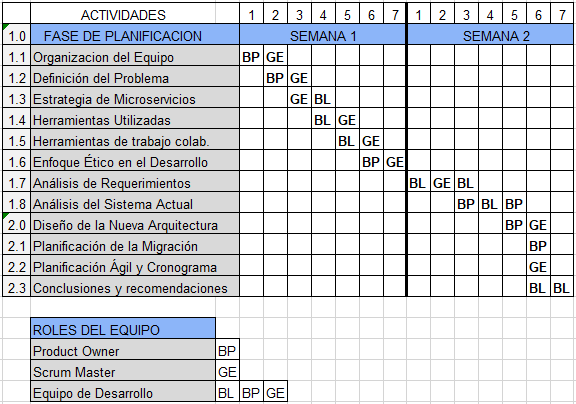 ACTIVIDADES 1 2 3 4 5 6 7 1 2 3 4 5 6 7
1.0 FASE DE PLANIFICACION SEMANA 1 SEMANA 2
1.1 Organizacion del Equipo BP GE
1.2 Definición del Problema BP GE
1.3 Estrategia de Microservicios GE BL
1.4 Herramientas Utilizadas BL GE
1.5 Herramientas de trabajo colab. BL GE
1.6 Enfoque Ético en el Desarrollo BP GE
1.7 Análisis de Requerimientos BL GE BL
1.8 Análisis del Sistema Actual BP BL BP
2.0 Diseño de la Nueva Arquitectura BP GE
2.1 Planificación de la Migración BP
2.2 Planificación Ágil y Cronograma GE
2.3 Conclusiones y recomendaciones BL BL
ROLES DEL EQUIPO
Product Owner BP
Scrum Master GE
Equipo de Desarrollo BL BP GE